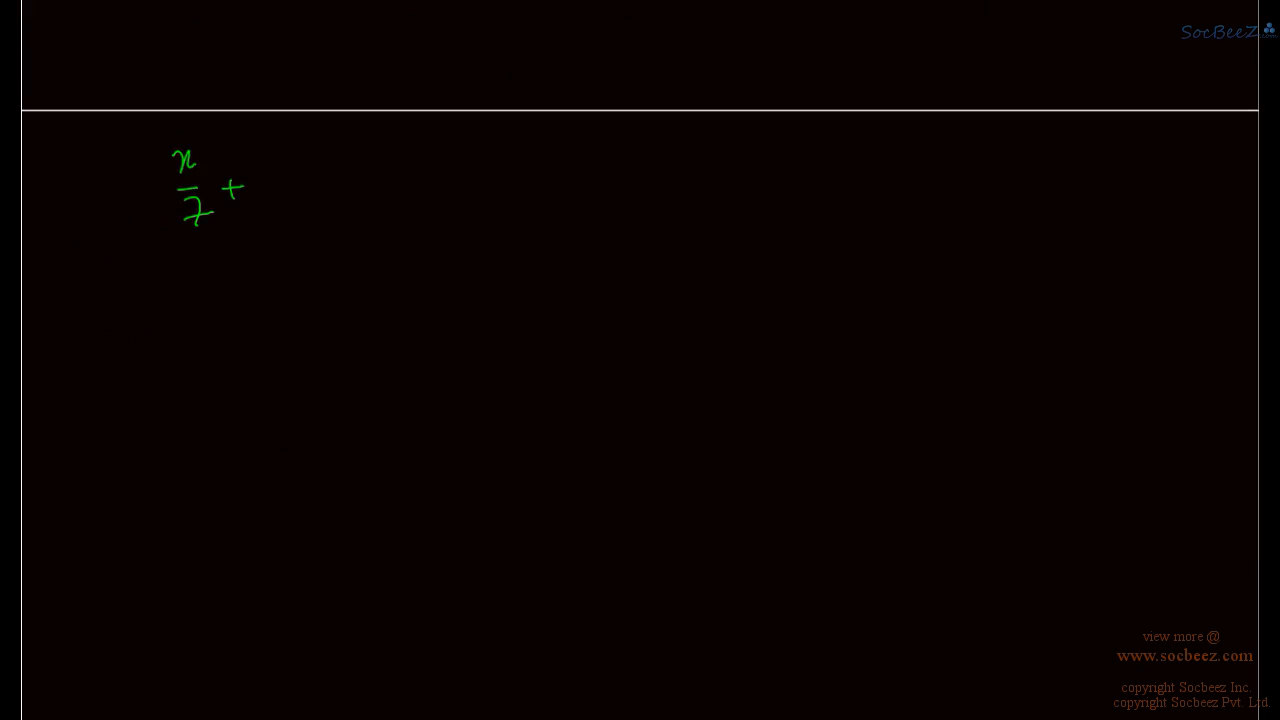 SocBeeZ
x
7 +
view more @
www.socbeez.com
copyright Socbeez Inc.
copyright Socbeez Pvt. Ltd.